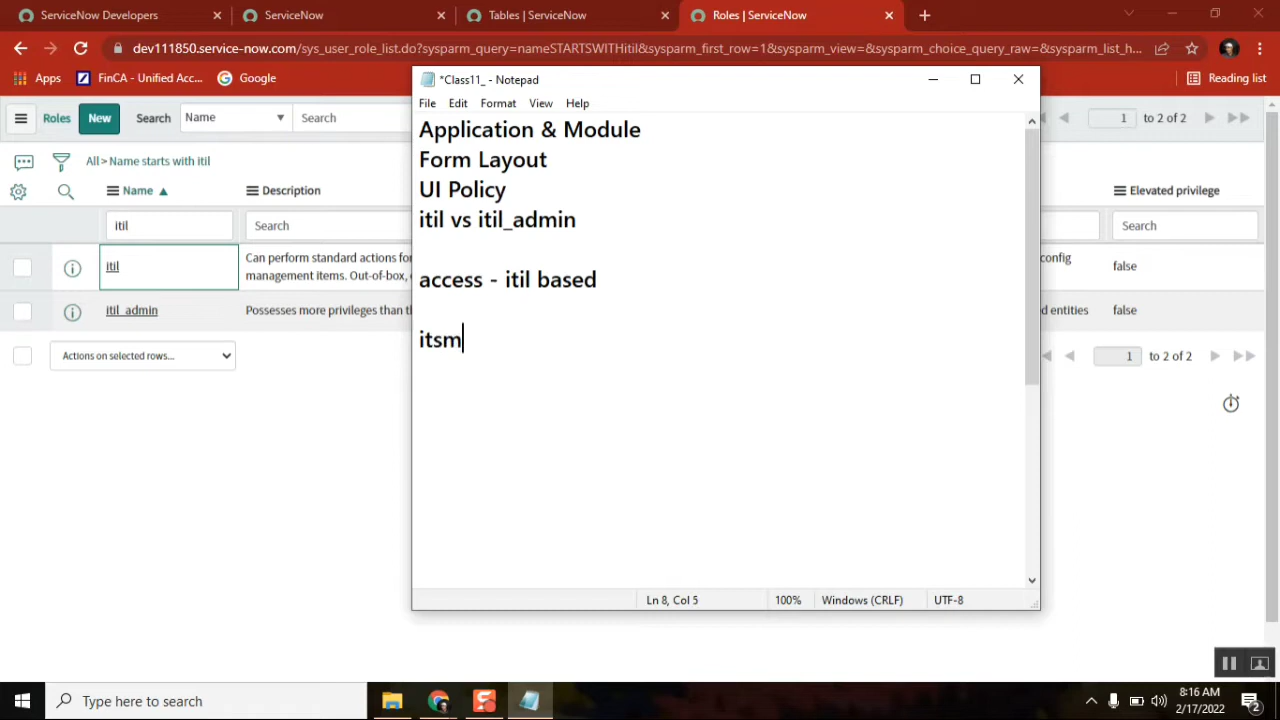 ServiceNow Developers
ServiceNow
Tables | ServiceNow
Roles | ServiceNow
dev111850.service-now.com/sys_user_role_list.do?sysparm_query=nameSTARTSWITHitil&sysparm_first_row=1&sysparm_view=&sysparm_choice_query_raw=&sysparm_list_h...
Apps
FinCA - Unified Acc...
Google
Reading list
*Class11_ - Notepad
File Edit Format View Help
Application & Module
Form Layout
UI Policy
itil vs itil_admin
access - itil based
itsm
Ln 8, Col 5
100%
Windows (CRLF)
UTF-8
Roles New Search Name Search
1 to 2 of 2
All > Name starts with itil
Name Description Elevated privilege
itil Search Search
itil Can perform standard actions for config false
management items. Out-of-box,
itil_admin Possesses more privileges than ed entities false
Actions on selected rows...
1 to 2 of 2
Type here to search
8:16 AM
2/17/2022
2